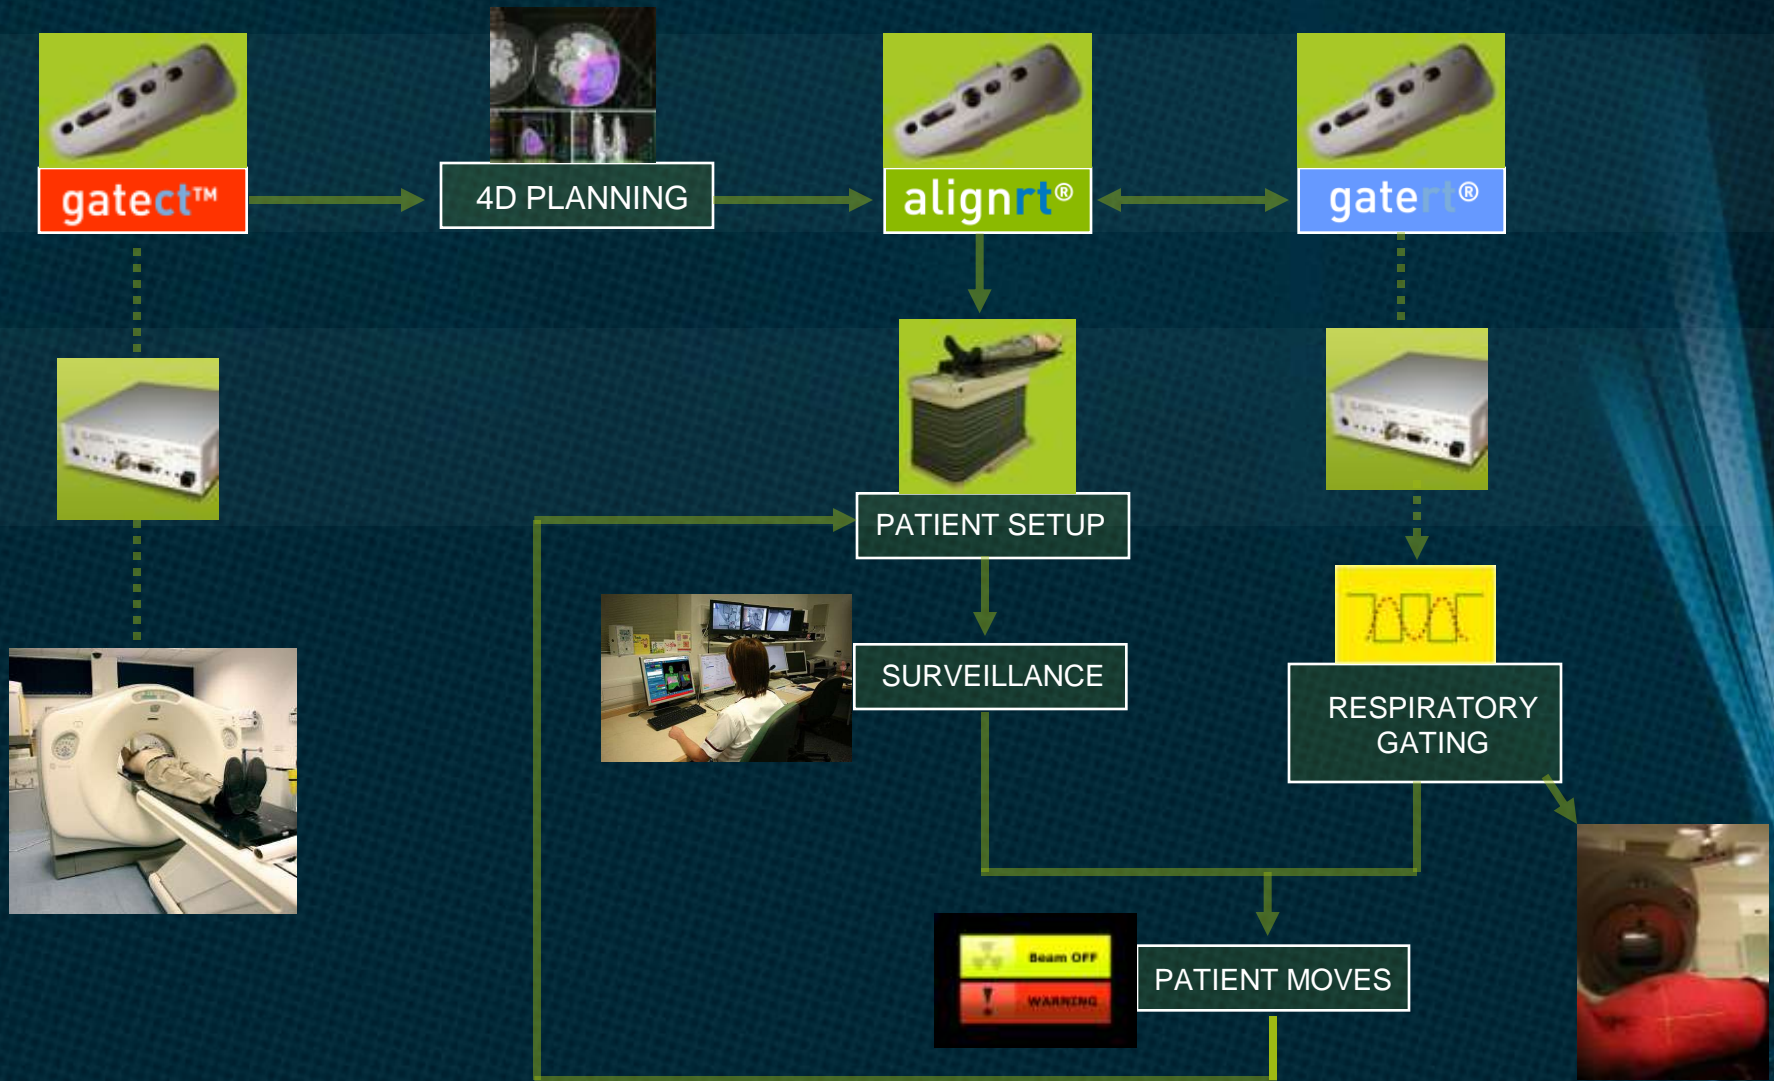 gatect™
4D PLANNING
alignrt®
gatert®
PATIENT SETUP
SURVEILLANCE
RESPIRATORY
GATING
Beam OFF
WARNING
PATIENT MOVES